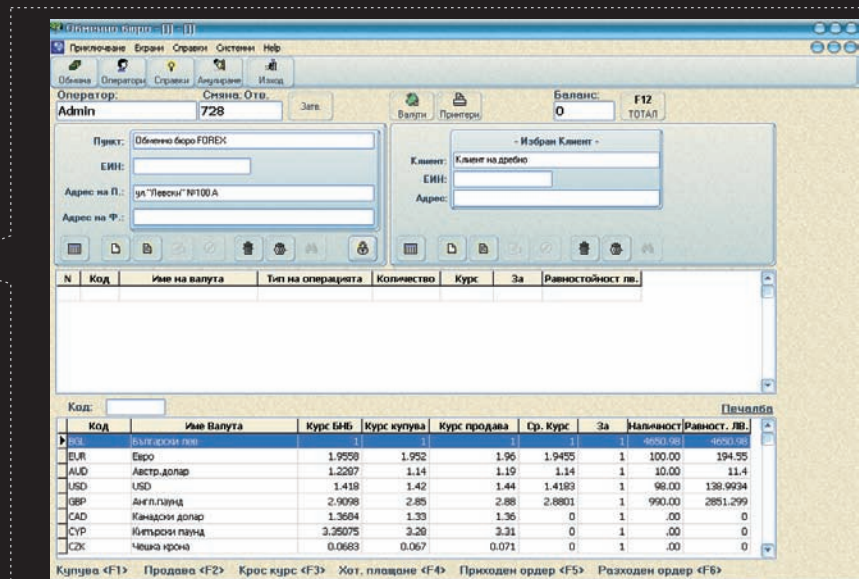 Обменно бюро - [] - []
Приключване Екрани Справки Системни Help
Обмяна Оператори Справки Анулиране Изход
Оператор: Смяна: Отв. Баланс:
Admin 728 Затв. Валути Принтери 0 F12 ТОТАЛ
Пункт: Обменно бюро FOREX
ЕИН:
Адрес на П.: ул."Левски" №100 А
Адрес на Ф.:
- Избран Клиент -
Клиент: Клиент на дребно
ЕИН:
Адрес:
N Код Име на валута Тип на операцията Количество Курс За Равностойност лв.
Код: Печалба
Код Име Валута Курс БНБ Курс купува Курс продава Ср. Курс За Наличност Равност. ЛВ.
BGL Български лев 1 1 1 1 1 4650.98 4650.98
EUR Евро 1.9558 1.952 1.96 1.9455 1 100.00 194.55
AUD Австр.долар 1.2287 1.14 1.19 1.14 1 10.00 11.4
USD USD 1.418 1.42 1.44 1.4183 1 98.00 138.9934
GBP Англ.паунд 2.9098 2.85 2.88 2.8801 1 990.00 2851.299
CAD Канадски долар 1.3684 1.33 1.36 0 1 .00 0
CYP Кипърски паунд 3.35075 3.28 3.31 0 1 .00 0
CZK Чешка крона 0.0683 0.067 0.071 0 1 .00 0
Купува <F1> Продава <F2> Крос курс <F3> Хот. плащане <F4> Приходен ордер <F5> Разходен ордер <F6>